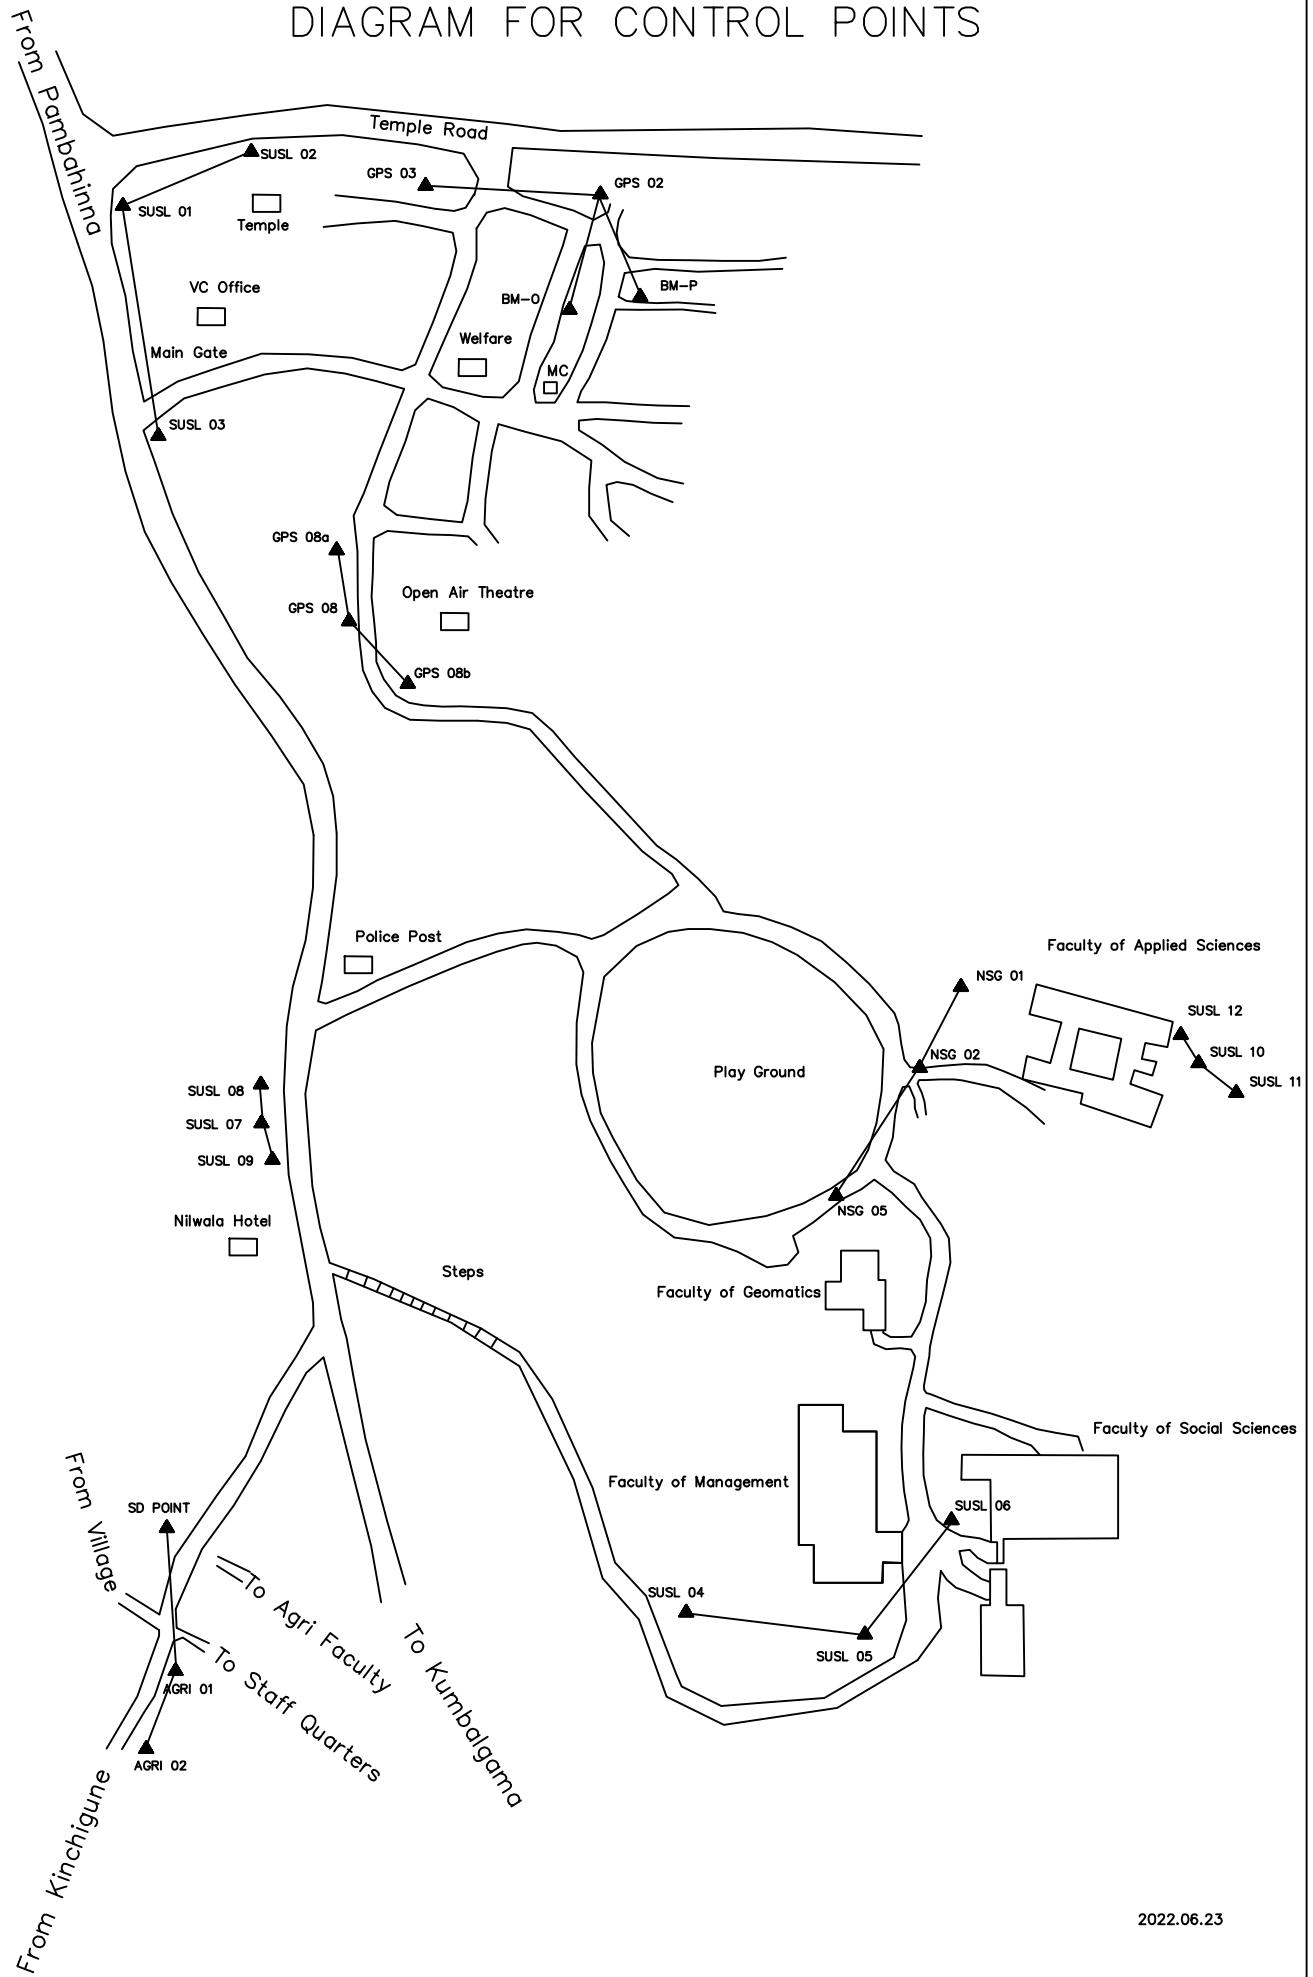 DIAGRAM FOR CONTROL POINTS
From Pambahinna
Temple Road
SUSL 02
GPS 03
GPS 02
SUSL 01
Temple
VC Office
BM-O
BM-P
Welfare
Main Gate
MC
SUSL 03
GPS 08a
Open Air Theatre
GPS 08
GPS 08b
Police Post
Faculty of Applied Sciences
NSG 01
SUSL 12
NSG 02
SUSL 10
Play Ground
SUSL 11
SUSL 08
SUSL 07
SUSL 09
NSG 05
Nilwala Hotel
Steps
Faculty of Geomatics
Faculty of Social Sciences
Faculty of Management
From Village
SD POINT
SUSL 06
To Agri Faculty
SUSL 04
To Kumbalgama
SUSL 05
To Staff Quarters
AGRI 01
AGRI 02
From Kinchigune
2022.06.23